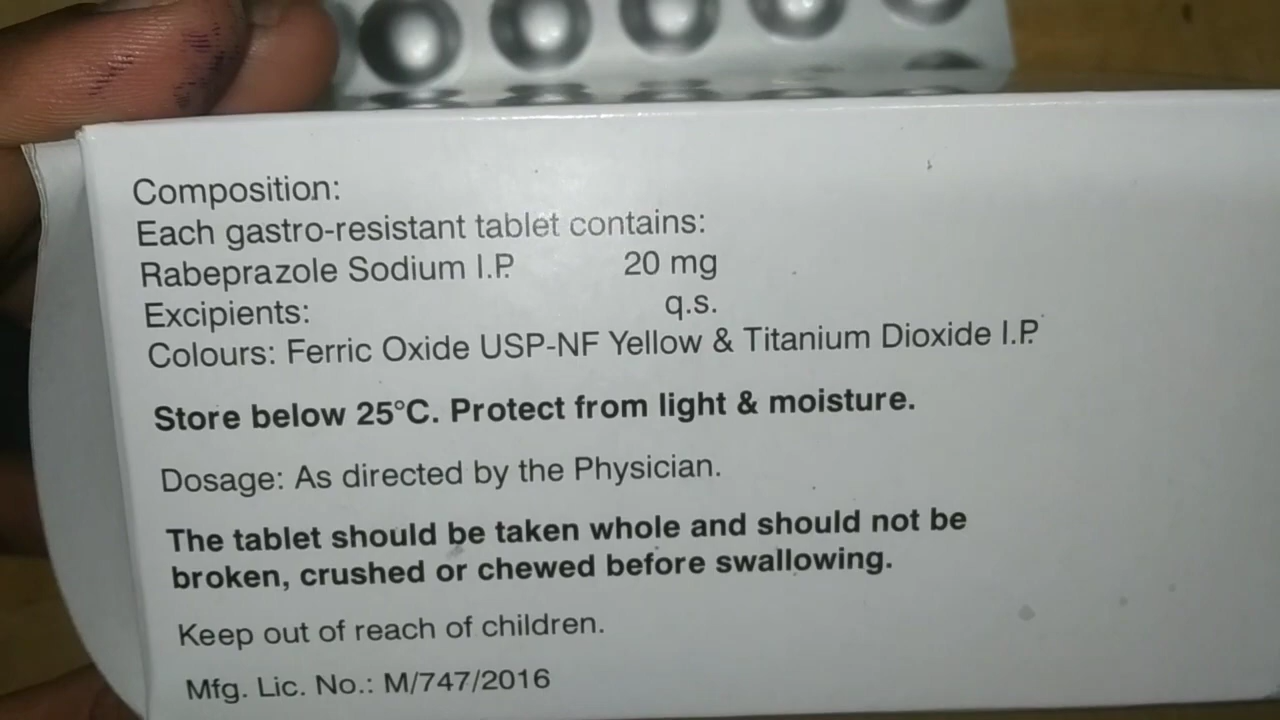 Composition:
Each gastro-resistant tablet contains:
Rabeprazole Sodium I.P. 20 mg
Excipients: q.s.
Colours: Ferric Oxide USP-NF Yellow & Titanium Dioxide I.P.
Store below 25°C. Protect from light & moisture.
Dosage: As directed by the Physician.
The tablet should be taken whole and should not be
broken, crushed or chewed before swallowing.
Keep out of reach of children.
Mfg. Lic. No.: M/747/2016